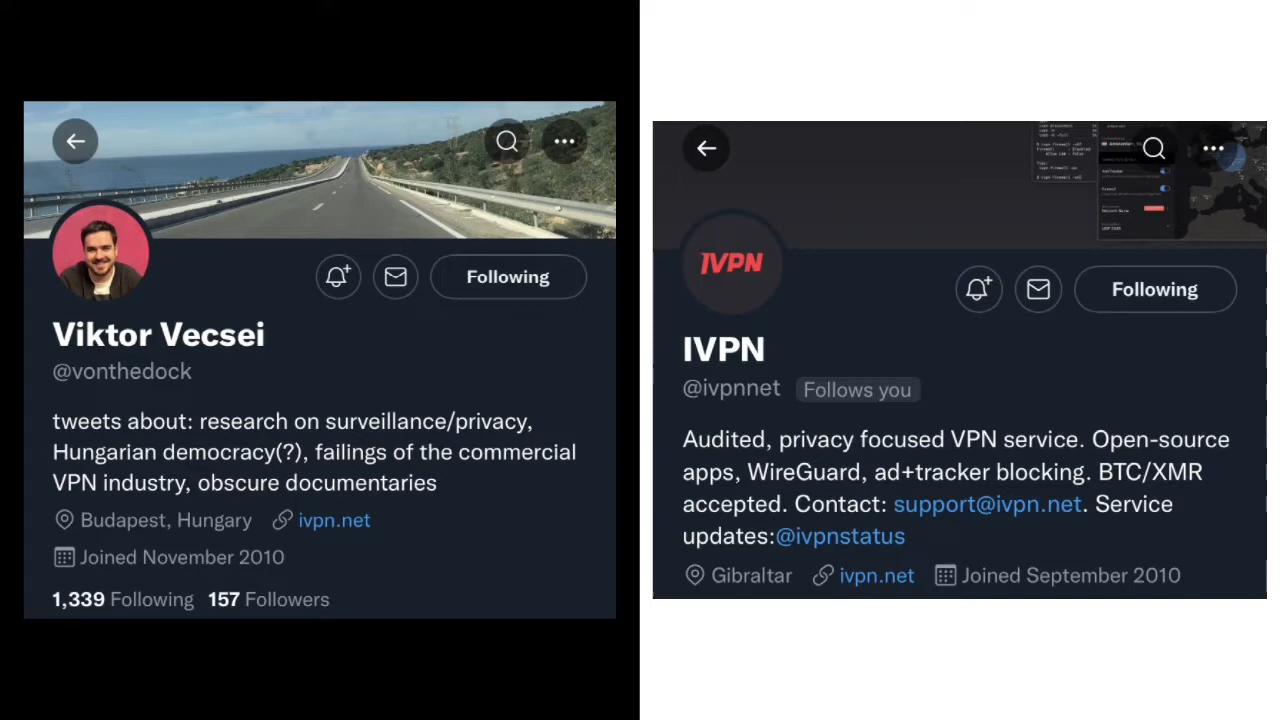 Following
Viktor Vecsei
@vonthedock
tweets about: research on surveillance/privacy,
Hungarian democracy(?), failings of the commercial
VPN industry, obscure documentaries
Budapest, Hungary ivpn.net
Joined November 2010
1,339 Following 157 Followers
IVPN
Following
IVPN
@ivpnnet Follows you
Audited, privacy focused VPN service. Open-source
apps, WireGuard, ad+tracker blocking. BTC/XMR
accepted. Contact: support@ivpn.net. Service
updates:@ivpnstatus
Gibraltar ivpn.net Joined September 2010